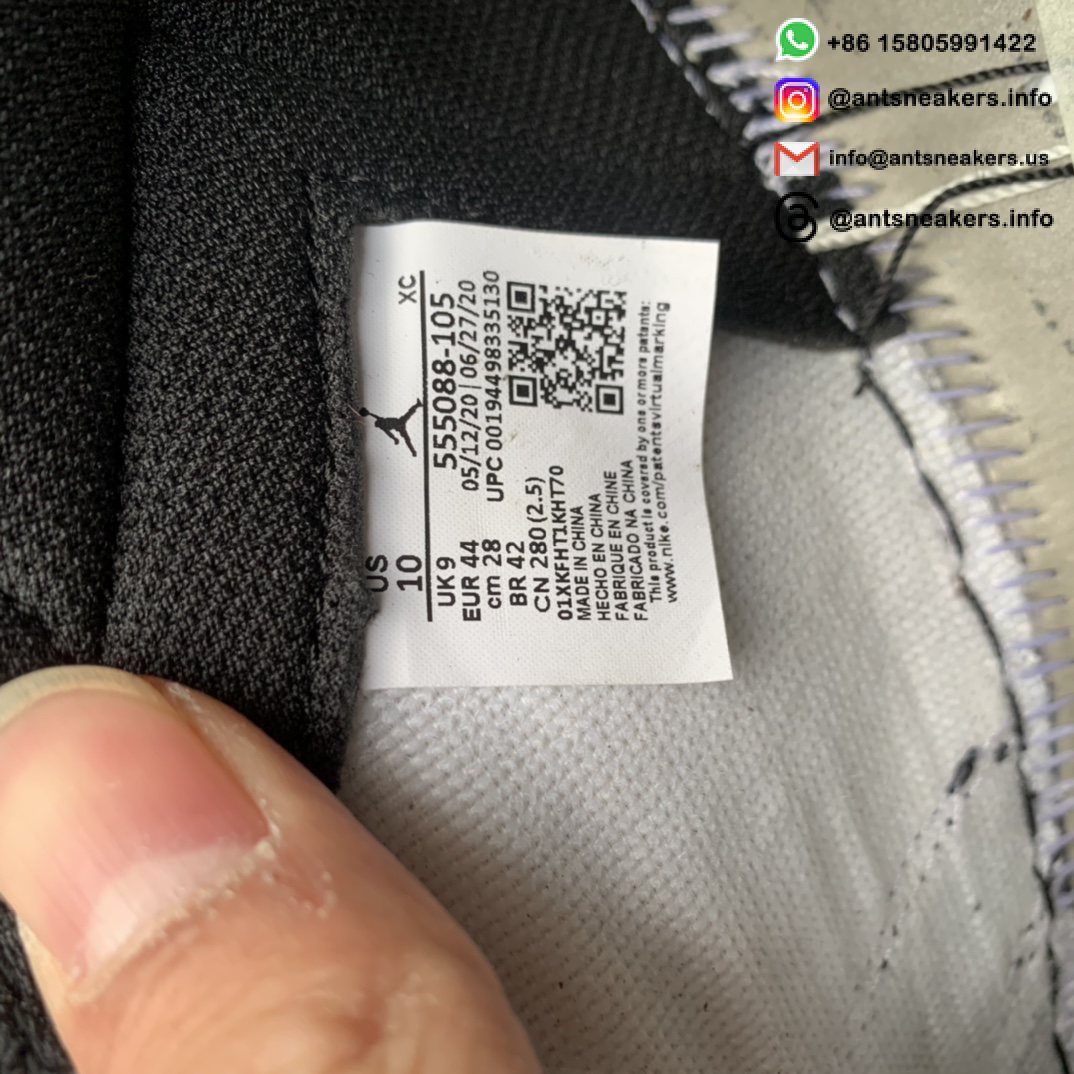 +86 15805991422
@antsneakers.info
info@antsneakers.us
@antsneakers.info
US
10
XC
UK 9
555088-105
EUR 44
05/12/20 | 06/27/20
cm 28
UPC 00194498335130
BR 42
CN 280 (2.5)
01XKFHT1KHT70
MADE IN CHINA
HECHO EN CHINA
FABRIQUE EN CHINE
FABRICADO NA CHINA
This product is covered by one or more patents:
www.nike.com/patentsvirtualmarking